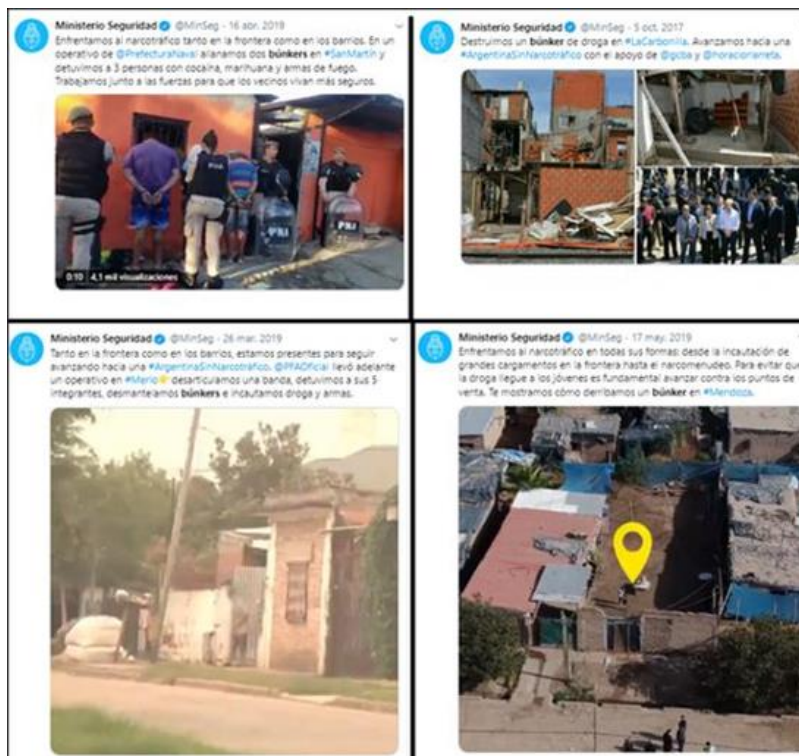 Ministerio Seguridad @MinSeg · 16 abr. 2019
Enfrentamos al narcotráfico tanto en la frontera como en los barrios. En un
operativo de @PrefecturaNaval allanamos dos búnkers en #SanMartín y
detuvimos a 3 personas con cocaína, marihuana y armas de fuego.
Trabajamos junto a las fuerzas para que los vecinos vivan más seguros.
PNA
PNA
0:10 4,1 mil visualizaciones
Ministerio Seguridad @MinSeg · 5 oct. 2017
Destruimos un búnker de droga en #LaCarbonilla. Avanzamos hacia una
#ArgentinaSinNarcotráfico con el apoyo de @gcba y @horaciorlarreta.
Ministerio Seguridad @MinSeg · 26 mar. 2019
Tanto en la frontera como en los barrios, estamos presentes para seguir
avanzando hacia una #ArgentinaSinNarcotráfico. @PFAOficial llevó adelante
un operativo en #Merlo desarticulamos una banda, detuvimos a sus 5
integrantes, desmantelamos búnkers e incautamos droga y armas.
Ministerio Seguridad @MinSeg · 17 may. 2019
Enfrentamos al narcotráfico en todas sus formas: desde la incautación de
grandes cargamentos en la frontera hasta el narcomenudeo. Para evitar que
la droga llegue a los jóvenes es fundamental avanzar contra los puntos de
venta. Te mostramos cómo derribamos un búnker en #Mendoza.